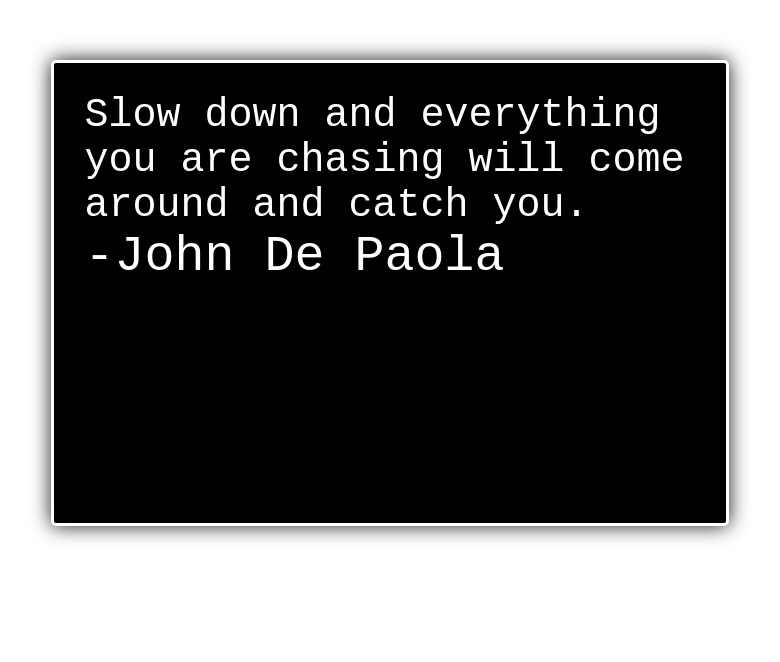 Slow down and everything
you are chasing will come
around and catch you.
-John De Paola